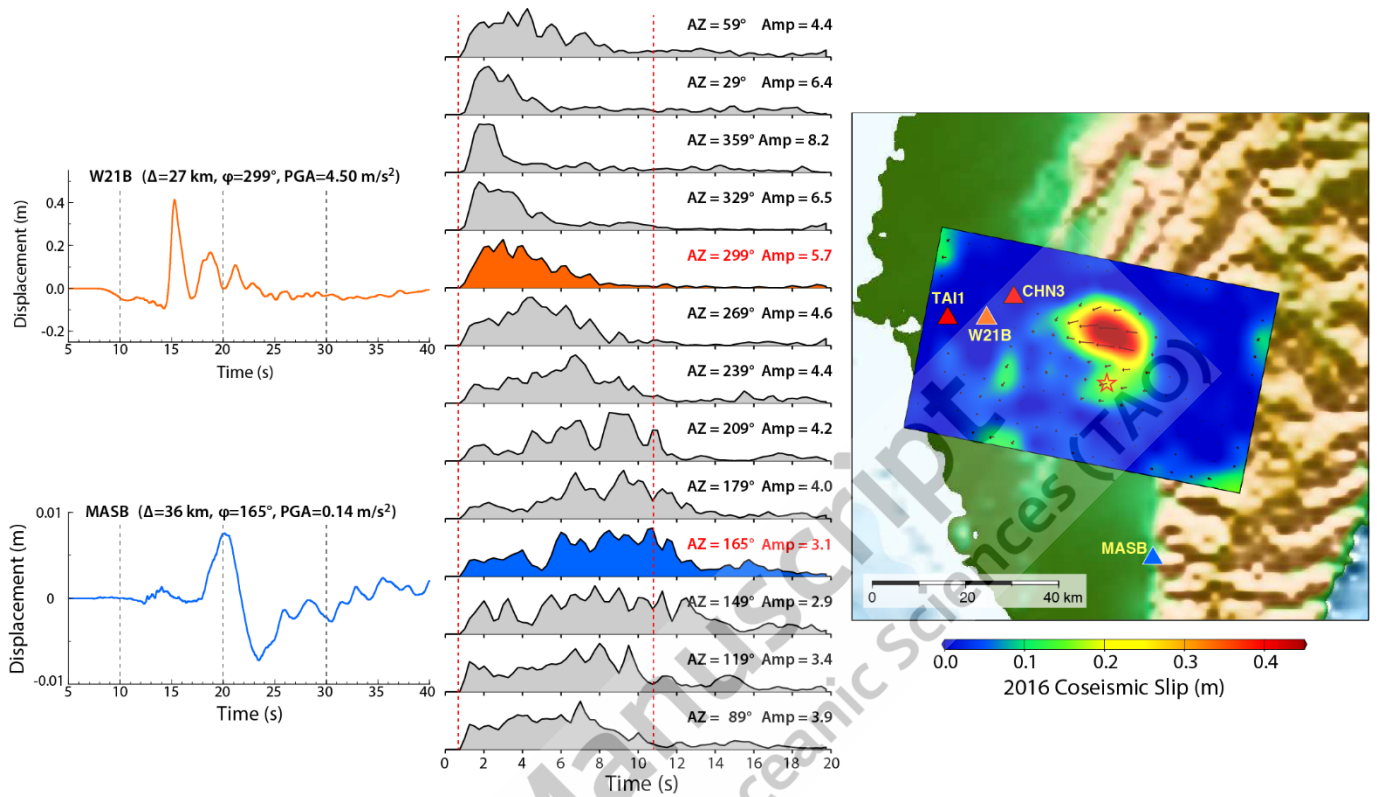 W21B (Δ=27 km, φ=299°, PGA=4.50 m/s²)
Displacement (m)
0.4
0.2
0.0
-0.2
5 10 15 20 25 30 35 40
Time (s)
MASB (Δ=36 km, φ=165°, PGA=0.14 m/s²)
Displacement (m)
0.01
0
-0.01
5 10 15 20 25 30 35 40
Time (s)
AZ = 59° Amp = 4.4
AZ = 29° Amp = 6.4
AZ = 359° Amp = 8.2
AZ = 329° Amp = 6.5
AZ = 299° Amp = 5.7
AZ = 269° Amp = 4.6
AZ = 239° Amp = 4.4
AZ = 209° Amp = 4.2
AZ = 179° Amp = 4.0
AZ = 165° Amp = 3.1
AZ = 149° Amp = 2.9
AZ = 119° Amp = 3.4
AZ = 89° Amp = 3.9
0 2 4 6 8 10 12 14 16 18 20
Time (s)
TAI1
CHN3
W21B
MASB
0 20 40 km
0.0 0.1 0.2 0.3 0.4
2016 Coseismic Slip (m)
Manuscript
eanic Sciences (TAO)